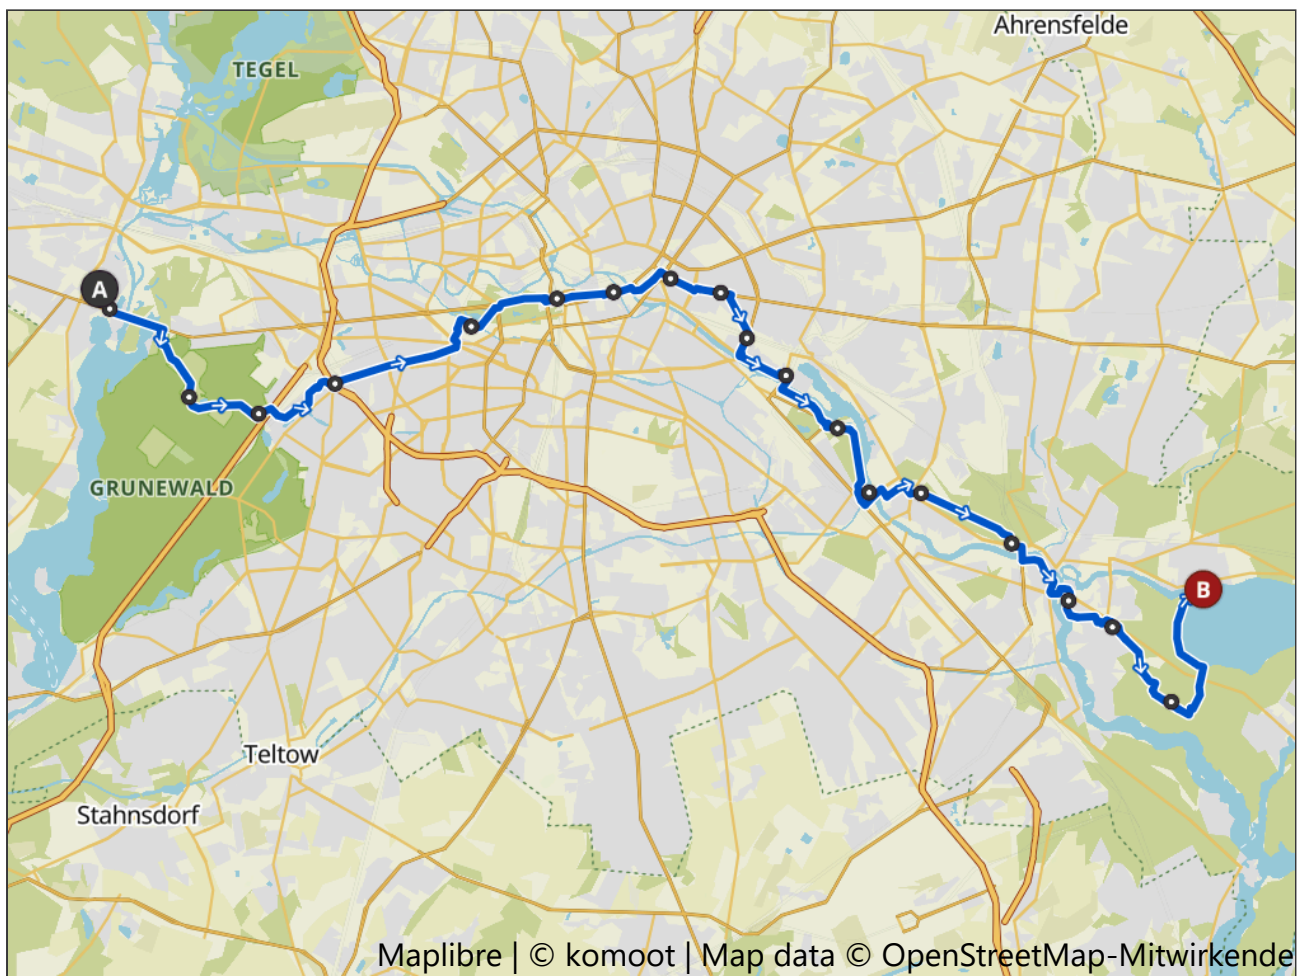 Ahrensfelde
TEGEL
A
GRUNEWALD
B
Teltow
Stahnsdorf
Maplibre | © komoot | Map data © OpenStreetMap-Mitwirkende